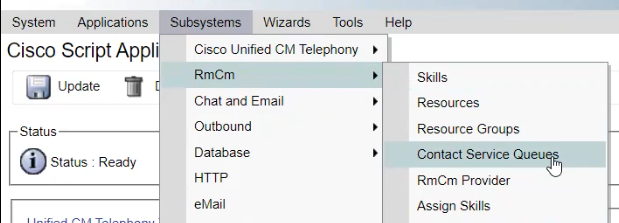 System Applications Subsystems Wizards Tools Help
Cisco Script Appli
Cisco Unified CM Telephony
Update
RmCm
Skills
Chat and Email
Resources
Outbound
Resource Groups
Status
Database
Contact Service Queues
Status : Ready
HTTP
RmCm Provider
eMail
Assign Skills
Unified CM Telephony